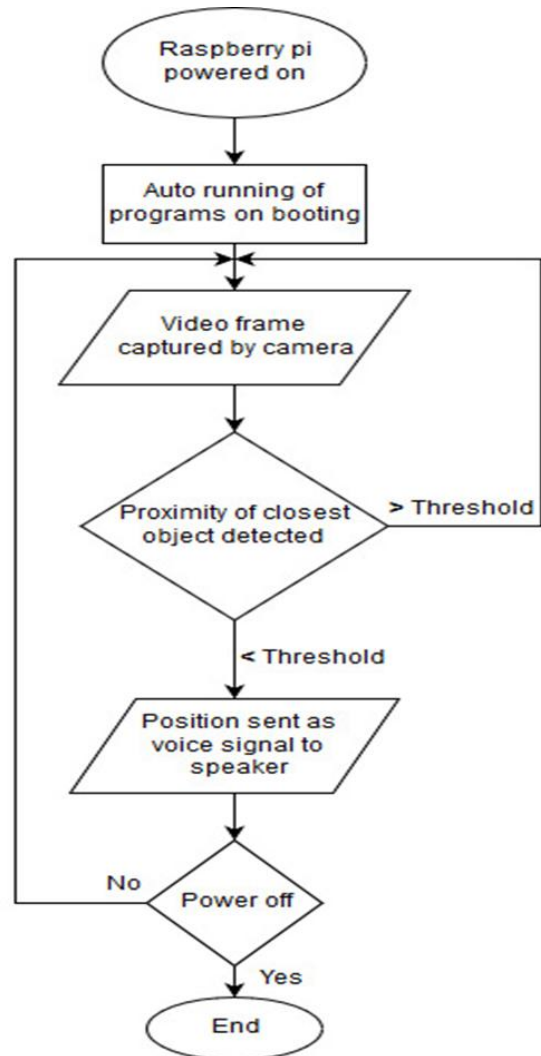 Raspberry pi
powered on
Auto running of
programs on booting
Video frame
captured by camera
Proximity of closest
object detected
> Threshold
< Threshold
Position sent as
voice signal to
speaker
No
Power off
Yes
End